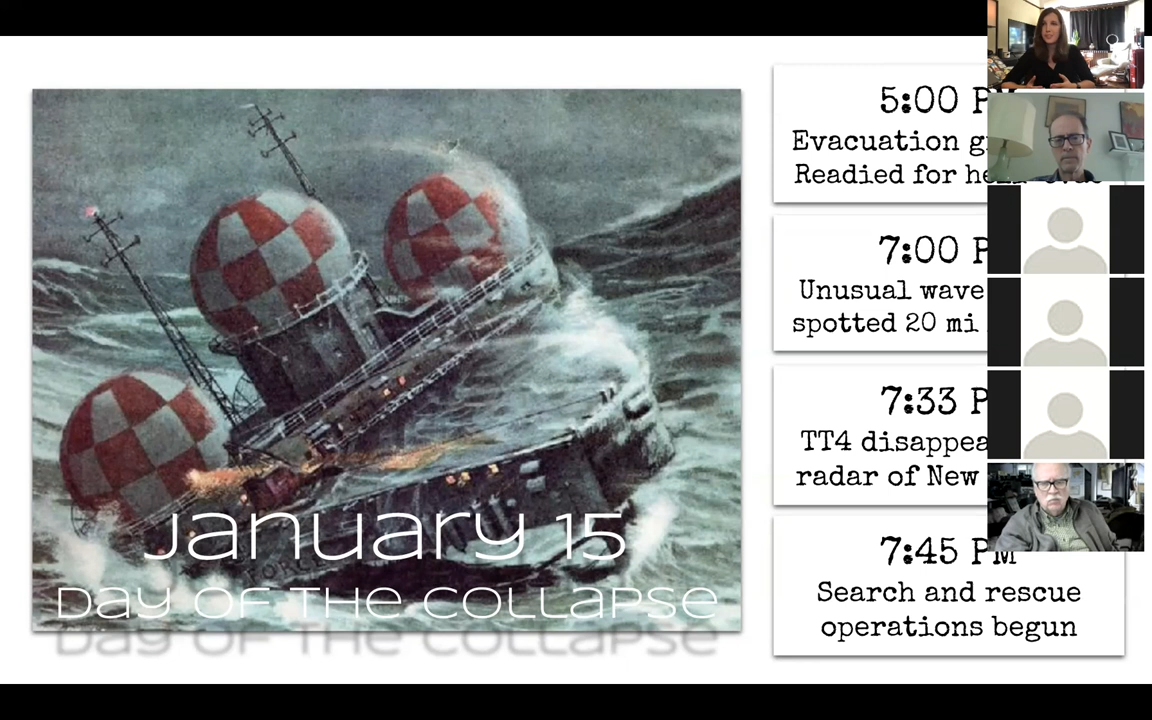 January 15
Day of the Collapse
5:00 P
Evacuation g
Readied for
7:00 P
Unusual wave
spotted 20 mi
7:33 P
TT4 disappea
radar of New
7:45 PM
Search and rescue
operations begun